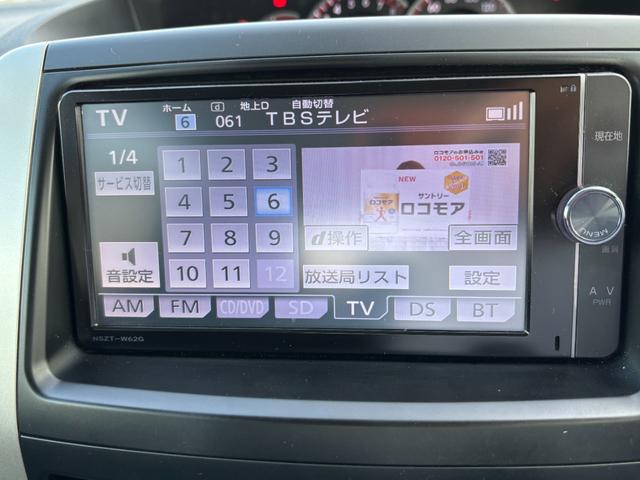 TV ホーム 6 d 地上D 自動切替
061 TBSテレビ
1/4
サービス切替
1 2 3
4 5 6
7 8 9
10 11 12
音設定
ロコモアのお申込みは
0120-501-501
NEW
サントリー
ロコモア
ロコモア
d操作 全画面
放送局リスト 設定
AM FM CD/DVD SD TV DS BT
NSZT-W62G
現在地
MENU
画質
AV
PWR